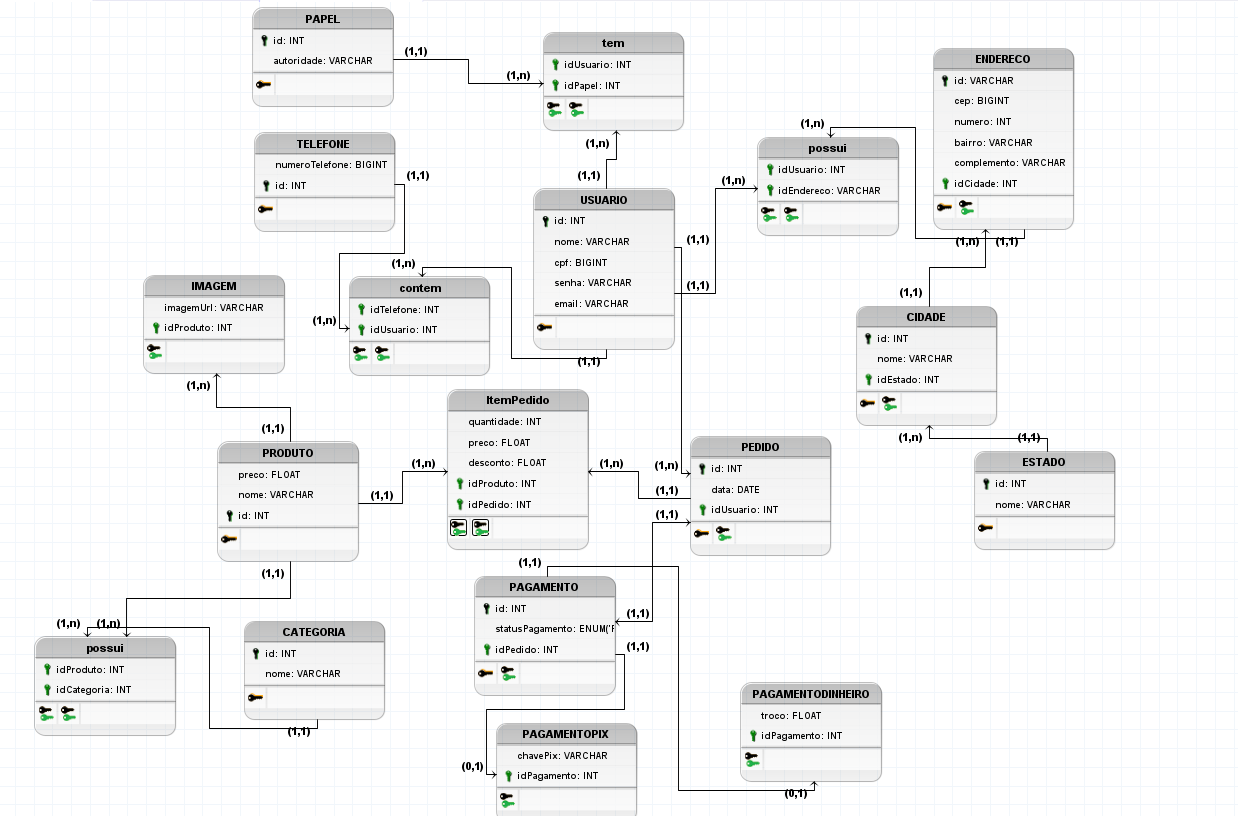 PAPEL
id: INT
autoridade: VARCHAR
(1,1)
(1,n)
tem
idUsuario: INT
idPapel: INT
(1,n)
(1,1)
ENDERECO
id: VARCHAR
cep: BIGINT
numero: INT
bairro: VARCHAR
complemento: VARCHAR
idCidade: INT
(1,n)
(1,1)
TELEFONE
numeroTelefone: BIGINT
id: INT
(1,1)
(1,n)
possui
idUsuario: INT
idEndereco: VARCHAR
(1,n)
USUARIO
id: INT
nome: VARCHAR
cpf: BIGINT
senha: VARCHAR
email: VARCHAR
(1,1)
(1,1)
(1,1)
IMAGEM
imagemUrl: VARCHAR
idProduto: INT
(1,n)
(1,1)
(1,n)
contem
idTelefone: INT
idUsuario: INT
(1,n)
(1,1)
CIDADE
id: INT
nome: VARCHAR
idEstado: INT
(1,n)
(1,1)
ItemPedido
quantidade: INT
preco: FLOAT
desconto: FLOAT
idProduto: INT
idPedido: INT
PRODUTO
preco: FLOAT
nome: VARCHAR
id: INT
(1,1)
(1,n)
(1,1)
(1,n)
(1,1)
(1,n)
(1,1)
PEDIDO
id: INT
data: DATE
idUsuario: INT
ESTADO
id: INT
nome: VARCHAR
(1,1)
PAGAMENTO
id: INT
statusPagamento: ENUM('F
idPedido: INT
(1,1)
(1,1)
(1,n)
(1,n)
possui
idProduto: INT
idCategoria: INT
CATEGORIA
id: INT
nome: VARCHAR
(1,1)
PAGAMENTOPIX
chavePix: VARCHAR
idPagamento: INT
(0,1)
PAGAMENTODINHEIRO
troco: FLOAT
idPagamento: INT
(0,1)